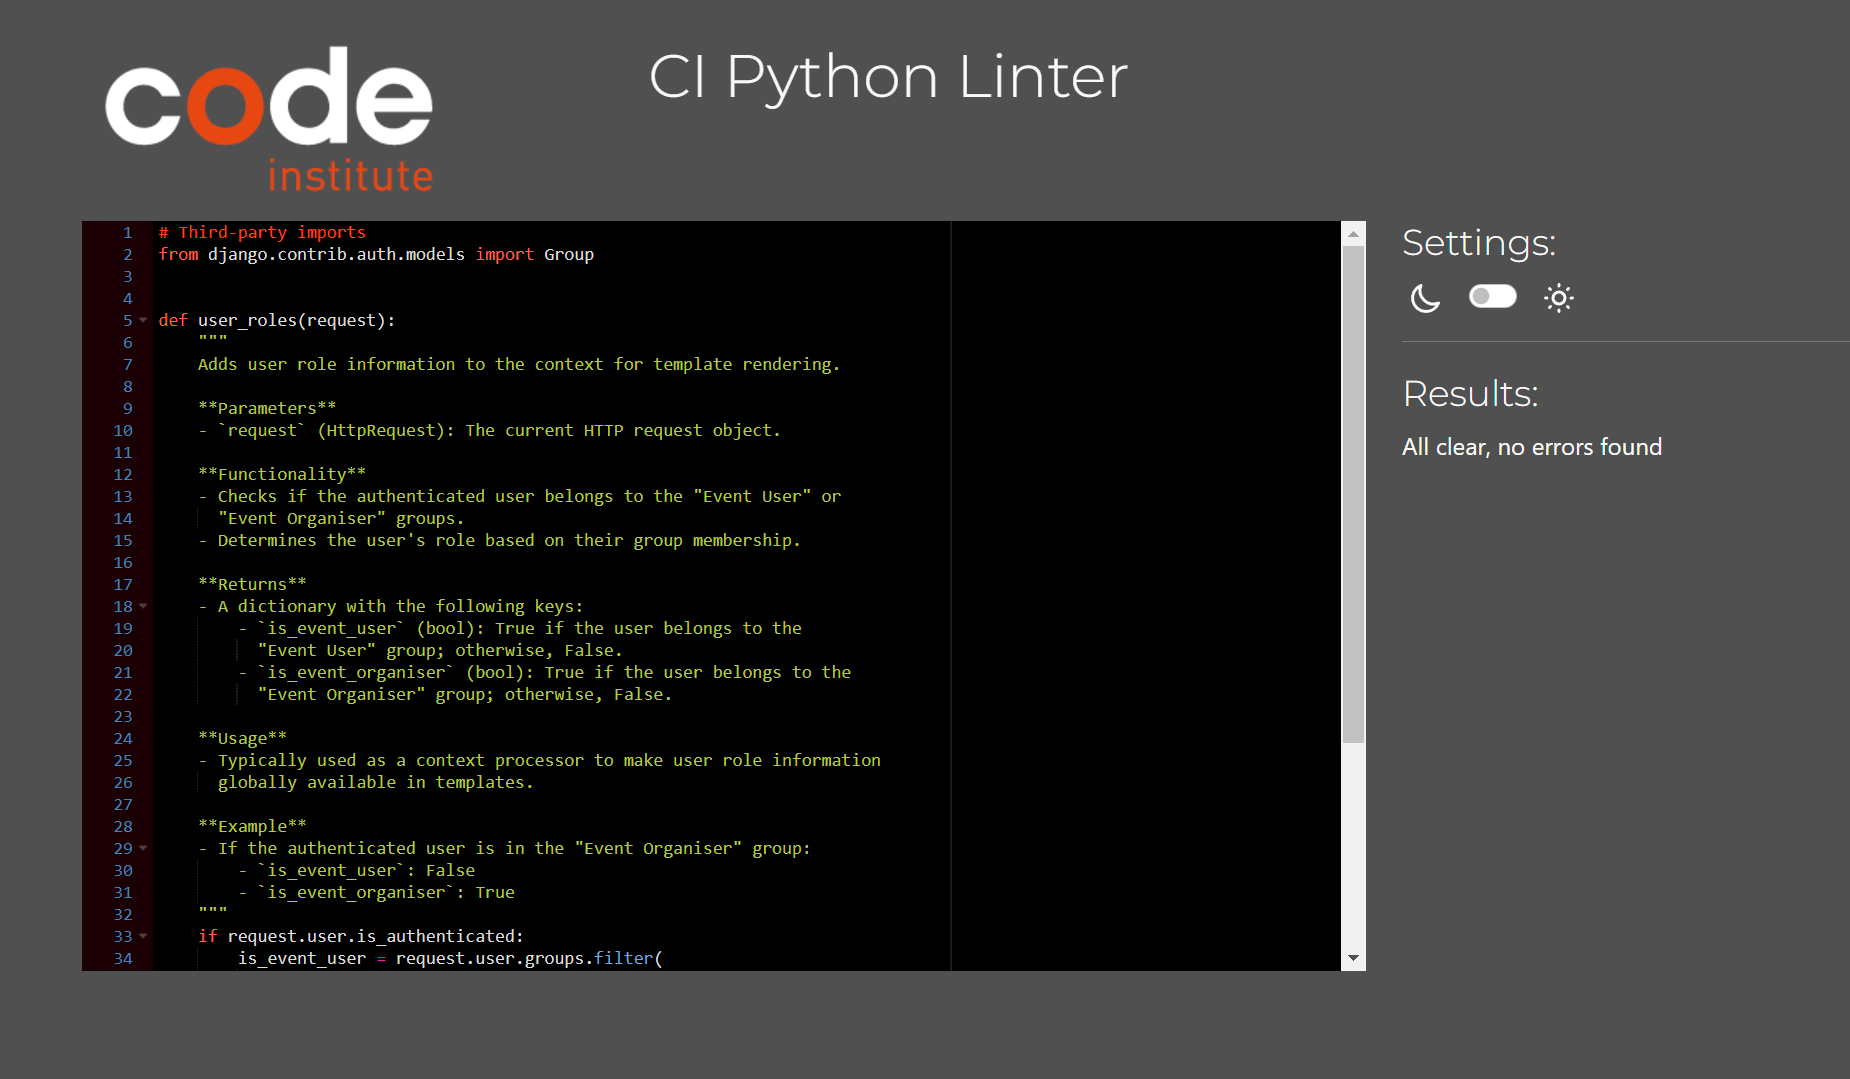 code
institute
CI Python Linter
1 # Third-party imports
2 from django.contrib.auth.models import Group
3
4
5 def user_roles(request):
6     """
7     Adds user role information to the context for template rendering.
8
9     **Parameters**
10     - `request` (HttpRequest): The current HTTP request object.
11
12     **Functionality**
13     - Checks if the authenticated user belongs to the "Event User" or
14       "Event Organiser" groups.
15     - Determines the user's role based on their group membership.
16
17     **Returns**
18     - A dictionary with the following keys:
19         - `is_event_user` (bool): True if the user belongs to the
20           "Event User" group; otherwise, False.
21         - `is_event_organiser` (bool): True if the user belongs to the
22           "Event Organiser" group; otherwise, False.
23
24     **Usage**
25     - Typically used as a context processor to make user role information
26       globally available in templates.
27
28     **Example**
29     - If the authenticated user is in the "Event Organiser" group:
30         - `is_event_user`: False
31         - `is_event_organiser`: True
32     """
33     if request.user.is_authenticated:
34         is_event_user = request.user.groups.filter(
Settings:
Results:
All clear, no errors found